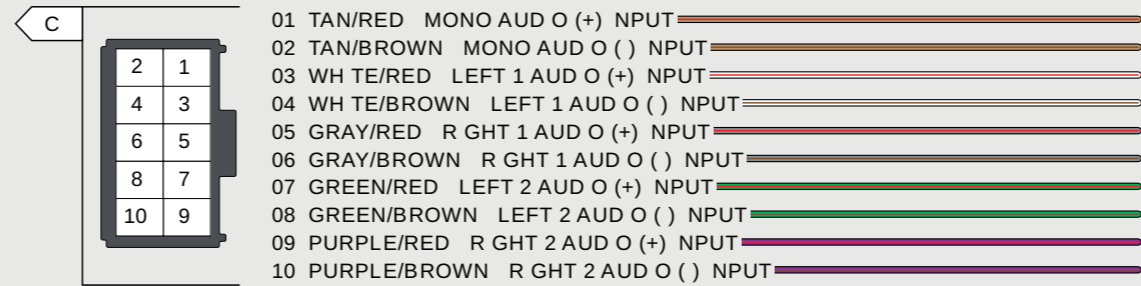 C
2 1
4 3
6 5
8 7
10 9
01 TAN/RED MONO AUD O (+) NPUT
02 TAN/BROWN MONO AUD O ( ) NPUT
03 WH TE/RED LEFT 1 AUD O (+) NPUT
04 WH TE/BROWN LEFT 1 AUD O ( ) NPUT
05 GRAY/RED R GHT 1 AUD O (+) NPUT
06 GRAY/BROWN R GHT 1 AUD O ( ) NPUT
07 GREEN/RED LEFT 2 AUD O (+) NPUT
08 GREEN/BROWN LEFT 2 AUD O ( ) NPUT
09 PURPLE/RED R GHT 2 AUD O (+) NPUT
10 PURPLE/BROWN R GHT 2 AUD O ( ) NPUT